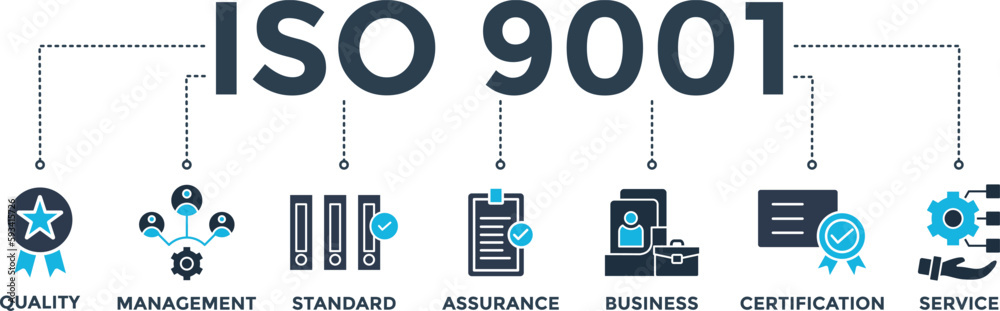 ISO 9001
QUALITY
MANAGEMENT
STANDARD
ASSURANCE
BUSINESS
CERTIFICATION
SERVICE